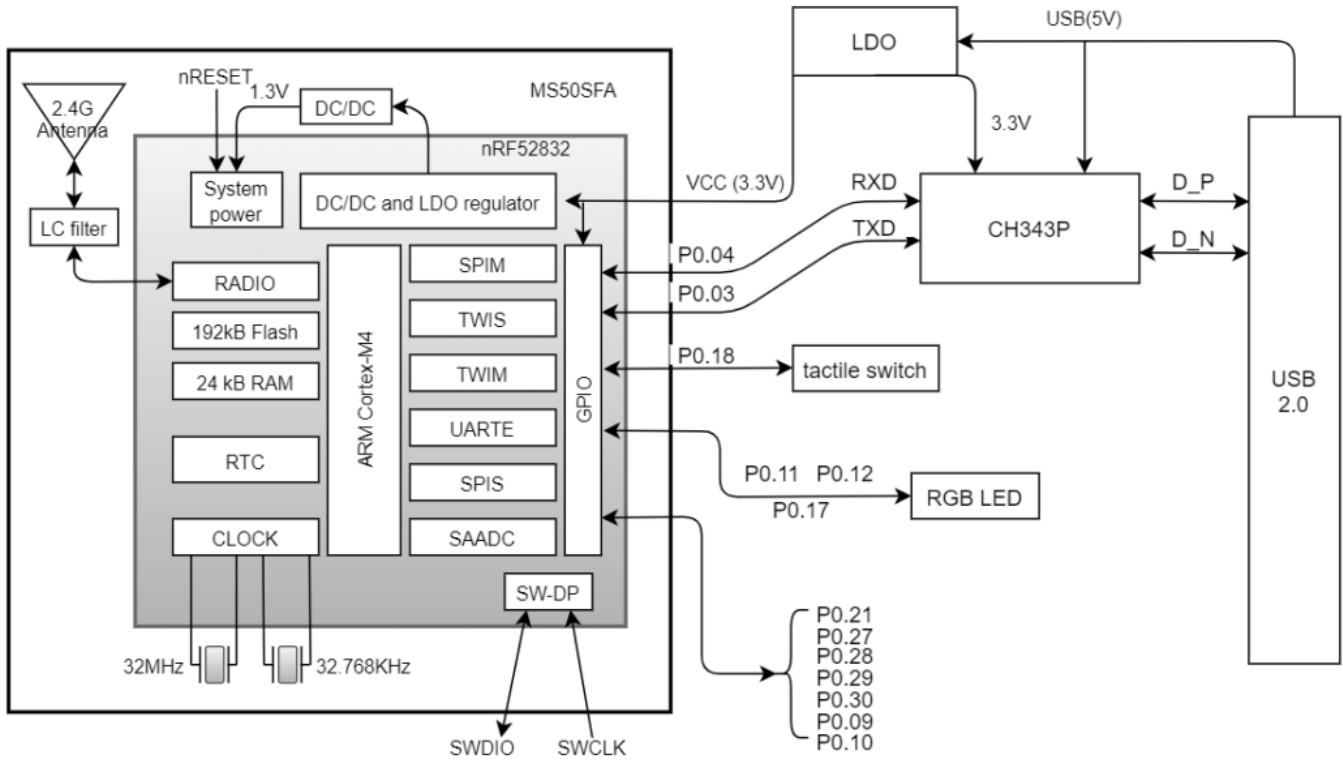 USB(5V)
LDO
nRESET
1.3V
DC/DC
MS50SFA
2.4G
Antenna
nRF52832
3.3V
System
power
DC/DC and LDO regulator
VCC (3.3V)
RXD
TXD
CH343P
D_P
D_N
LC filter
P0.04
P0.03
RADIO
SPIM
192kB Flash
TWIS
24 kB RAM
TWIM
ARM Cortex-M4
GPIO
P0.18
tactile switch
USB
2.0
UARTE
RTC
SPIS
P0.11 P0.12
P0.17
RGB LED
CLOCK
SAADC
SW-DP
32MHz
32.768KHz
P0.21
P0.27
P0.28
P0.29
P0.30
P0.09
P0.10
SWDIO
SWCLK